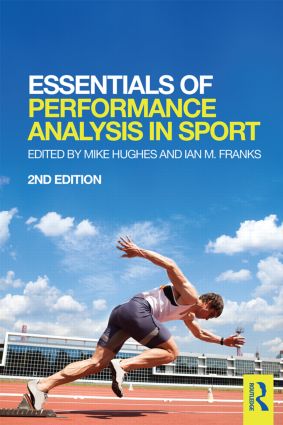 ESSENTIALS OF
PERFORMANCE
ANALYSIS IN SPORT
EDITED BY MIKE HUGHES AND IAN M. FRANKS
2ND EDITION
ROUTLEDGE